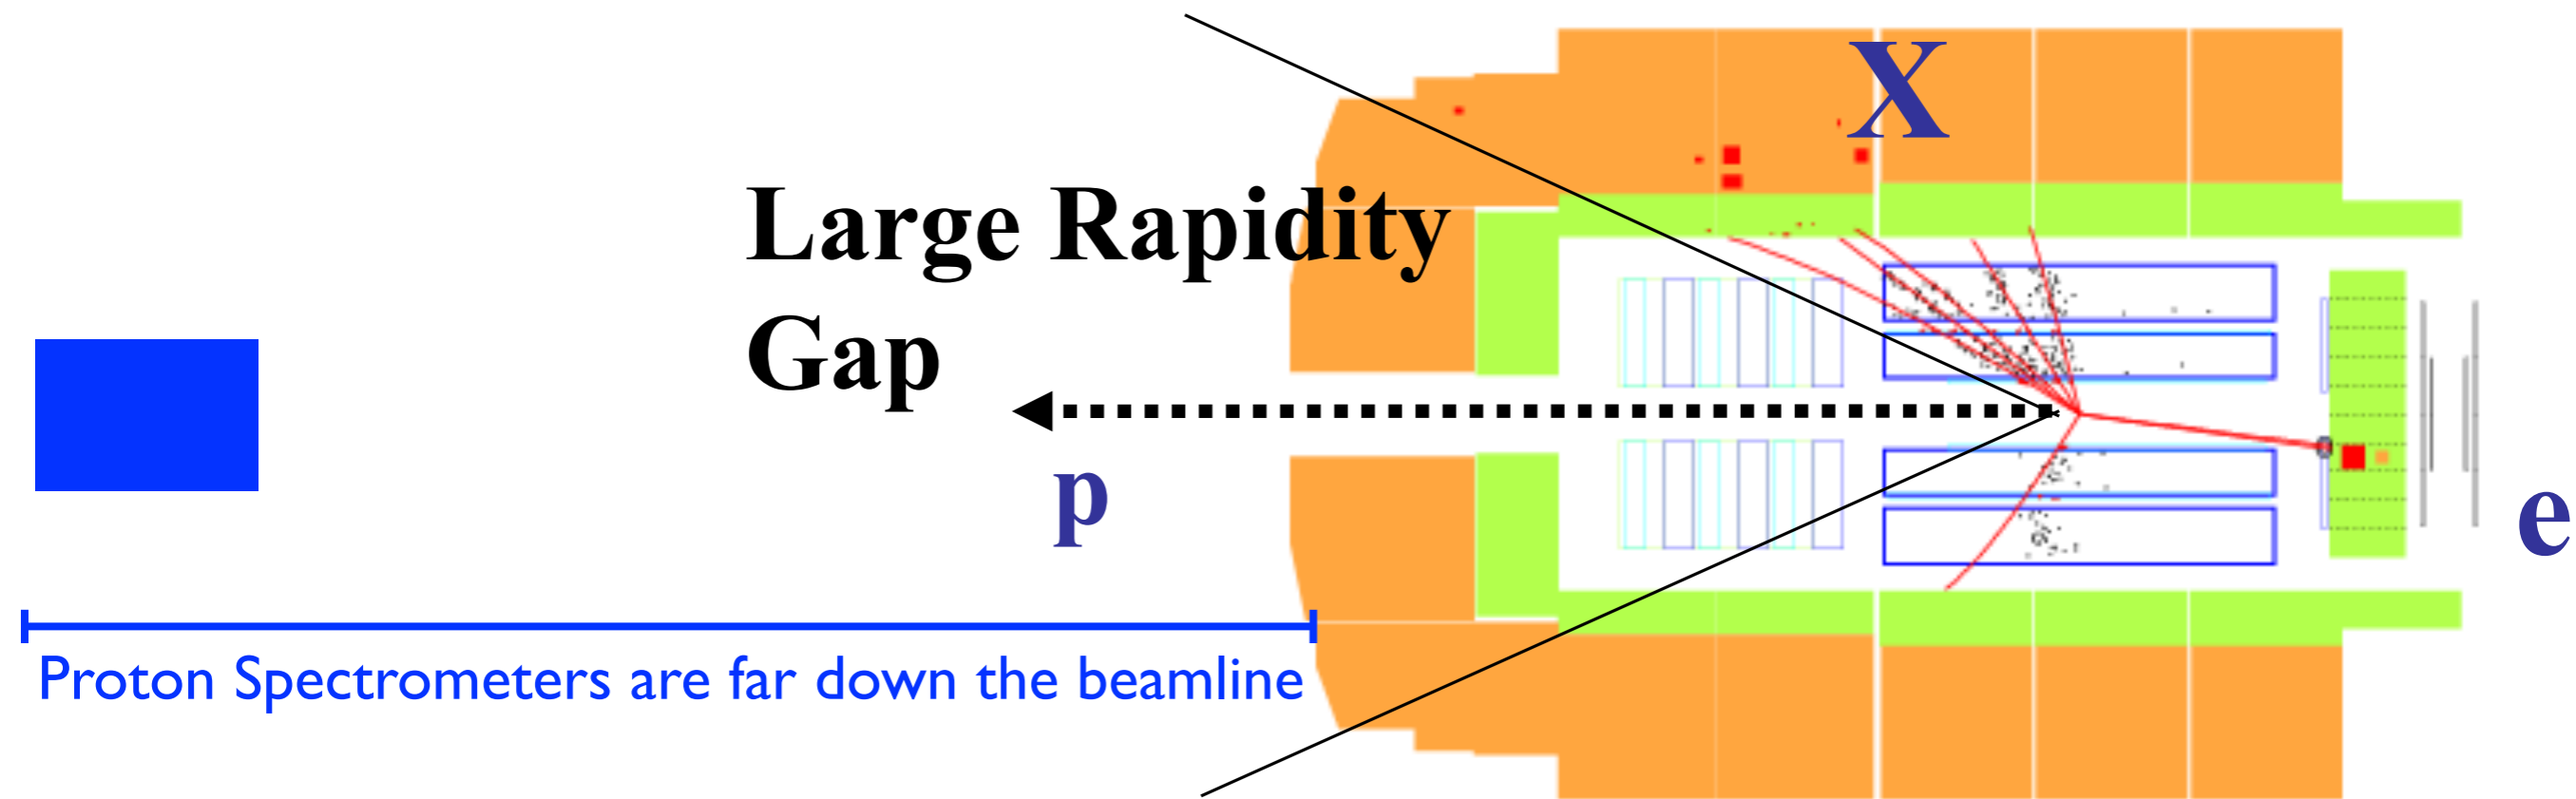 X
Large Rapidity
Gap
p
e
Proton Spectrometers are far down the beamline